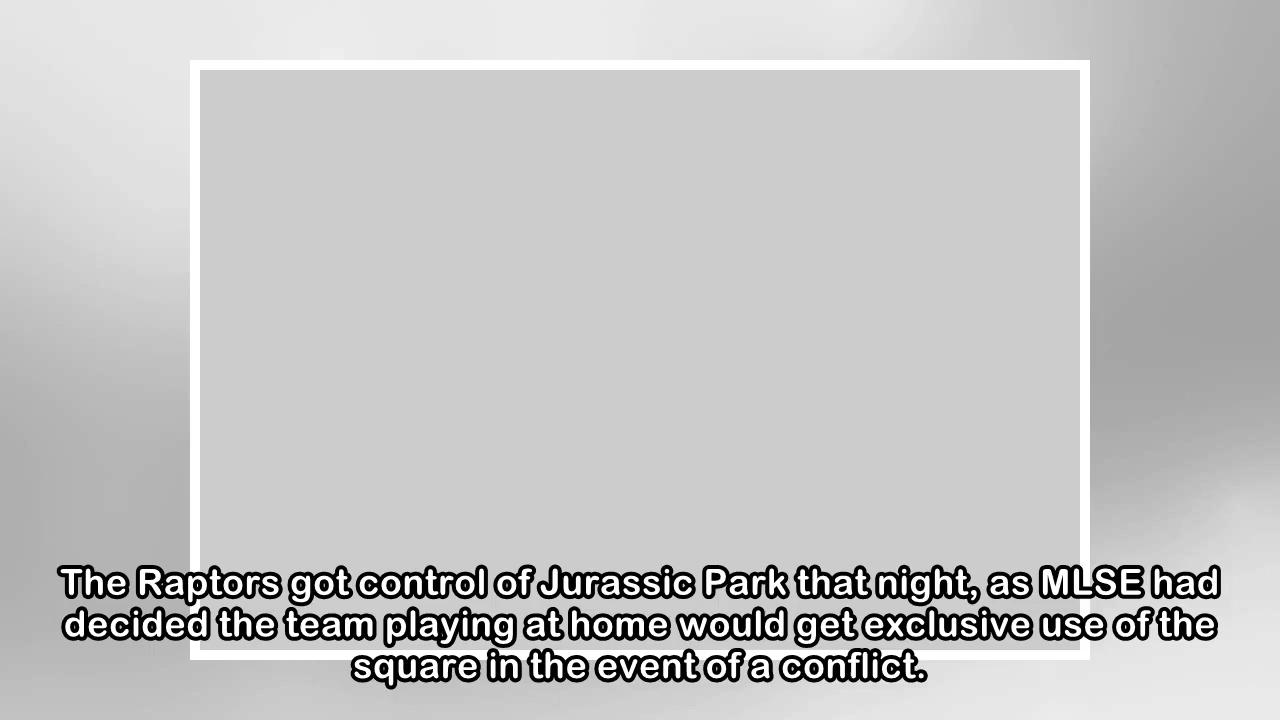 The Raptors got control of Jurassic Park that night, as MLSE had
decided the team playing at home would get exclusive use of the
square in the event of a conflict.